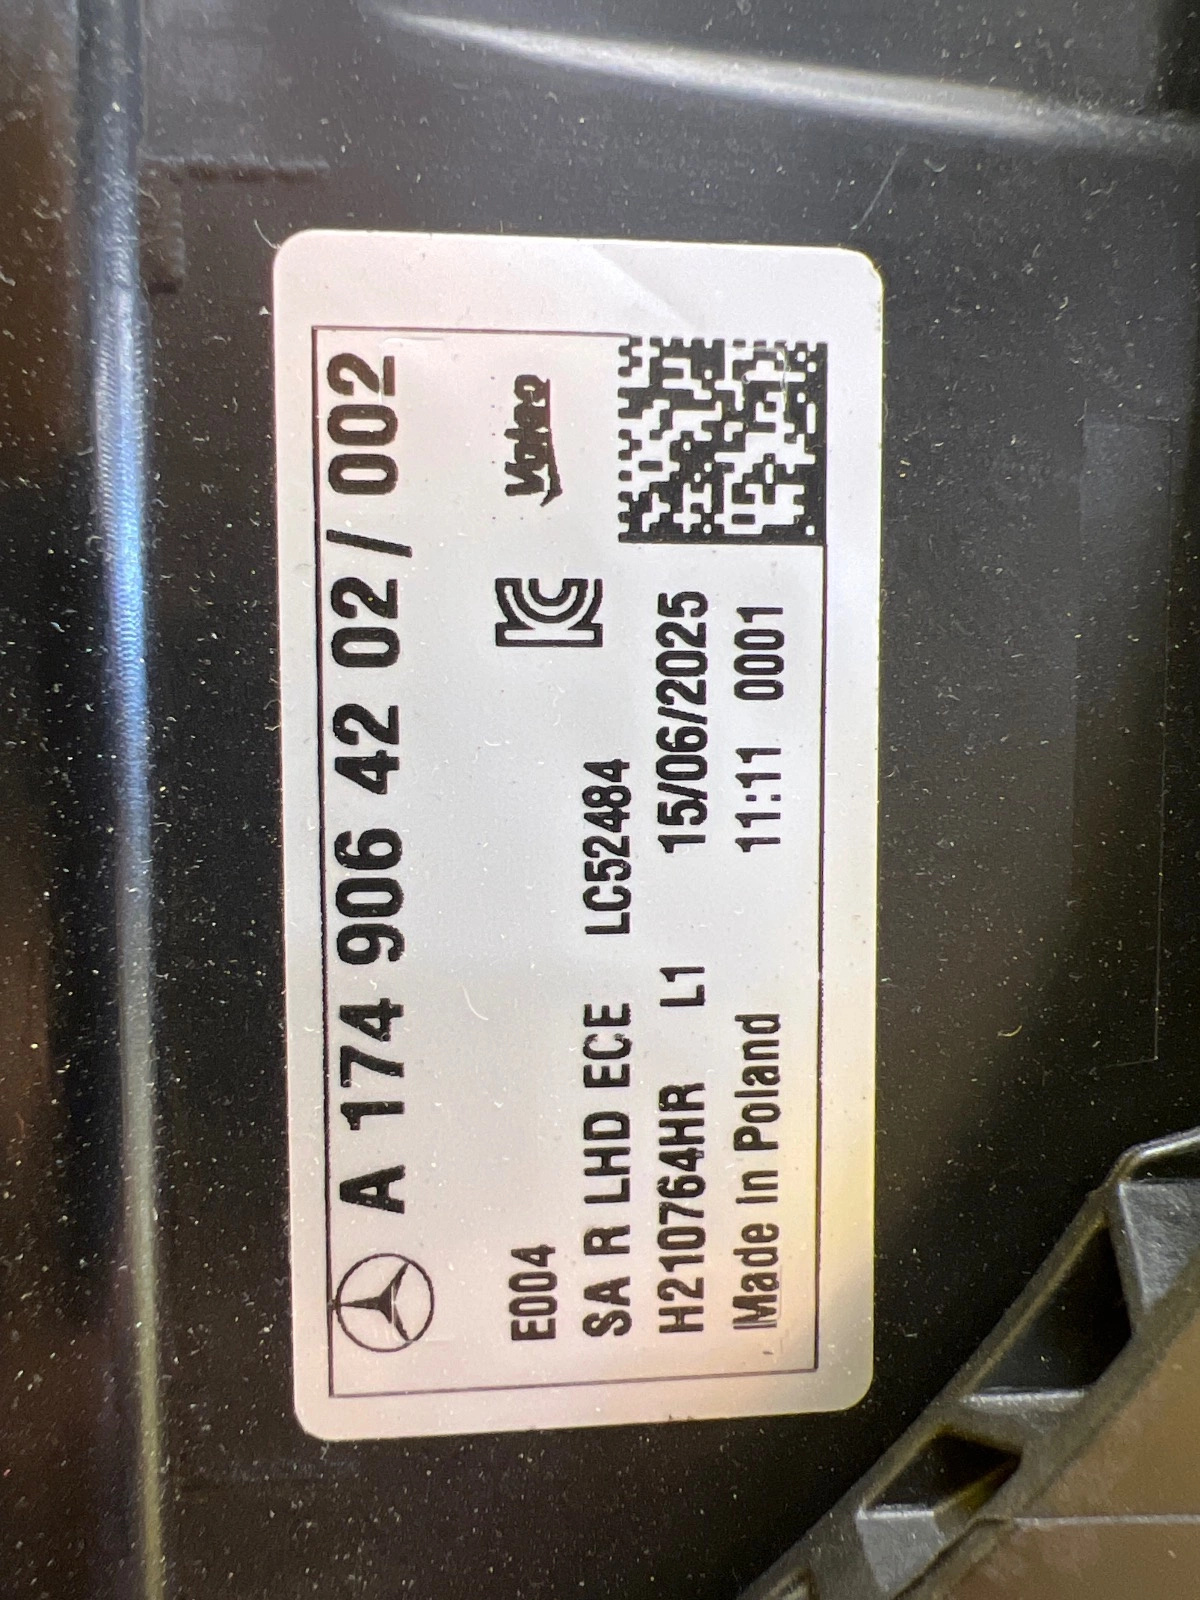 A 174 906 42 02 / 002
E004
Valeo
SA R LHD ECE LC52484
H210764HR L1 15/06/2025
Made In Poland 11:11 0001